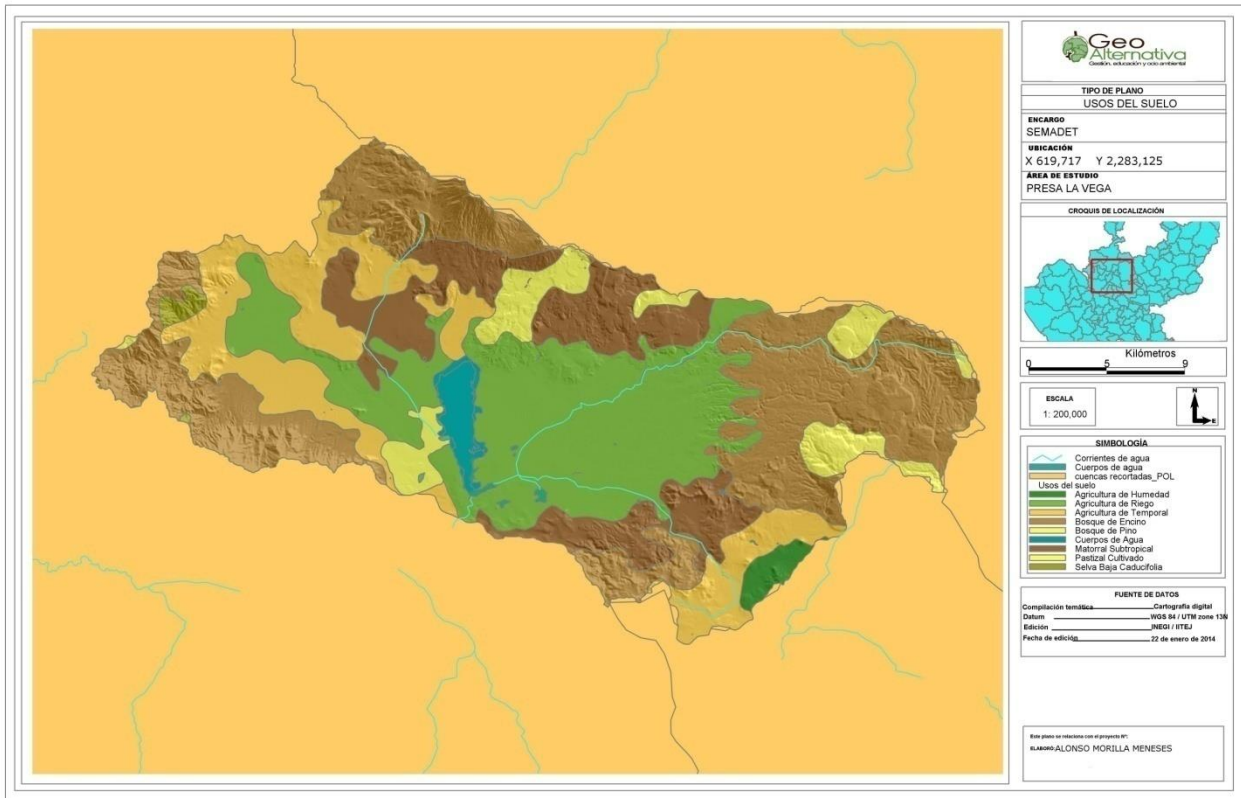 Geo
Alternativa
Gestión, educación y ocio ambiental
TIPO DE PLANO
USOS DEL SUELO
ENCARGO
SEMADET
UBICACIÓN
X 619,717 Y 2,283,125
ÁREA DE ESTUDIO
PRESA LA VEGA
CROQUIS DE LOCALIZACIÓN
Kilómetros
0 5 9
ESCALA
1: 200,000
N
E
SIMBOLOGÍA
Corrientes de agua
Cuerpos de agua
cuencas recortadas_POL
Usos del suelo
Agricultura de Humedad
Agricultura de Riego
Agricultura de Temporal
Bosque de Encino
Bosque de Pino
Cuerpos de Agua
Matorral Subtropical
Pastizal Cultivado
Selva Baja Caducifolia
FUENTE DE DATOS
Compilación temática Cartografía digital
Datum WGS 84 / UTM zone 13N
Edición INEGI / IITEJ
Fecha de edición 22 de enero de 2014
Este plano se relaciona con el proyecto Nº:
ELABORÓ: ALONSO MORILLA MENESES